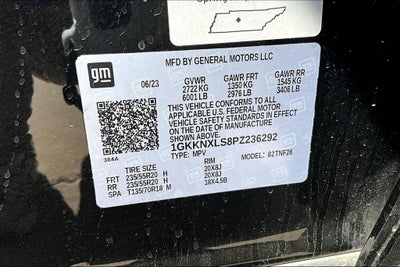 MFD BY GENERAL MOTORS LLC
gm
06/23
GVWR GAWR FRT GAWR RR
2722 KG 1350 KG 1545 KG
6001 LB 2976 LB 3406 LB
THIS VEHICLE CONFORMS TO ALL
APPLICABLE U.S. FEDERAL MOTOR
VEHICLE SAFETY STANDARDS IN EFFECT
ON THE DATE OF MANUFACTURE
SHOWN ABOVE.
1GKKNXLS8PZ236292
TYPE: MPV MODEL: B2TNF26
384A
TIRE SIZE RIM
FRT 235/55R20 H 20X8J
RR 235/55R20 H 20X8J
SP T135/70R18 M 18X4.5B